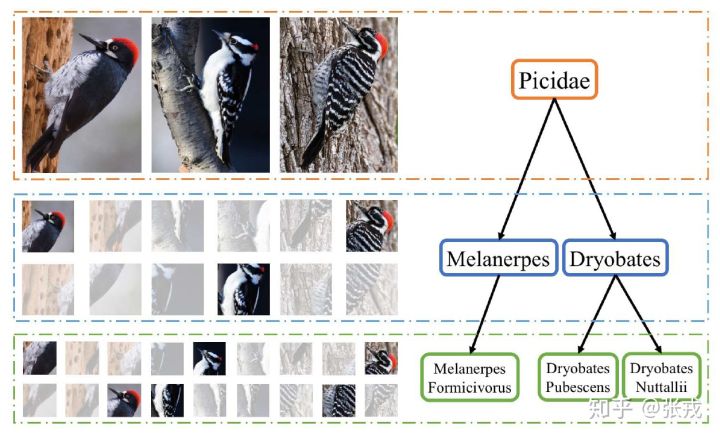 Picidae
Melanerpes
Dryobates
Melanerpes
Formicivorus
Dryobates
Pubescens
Dryobates
Nuttallii
知乎 @张戎